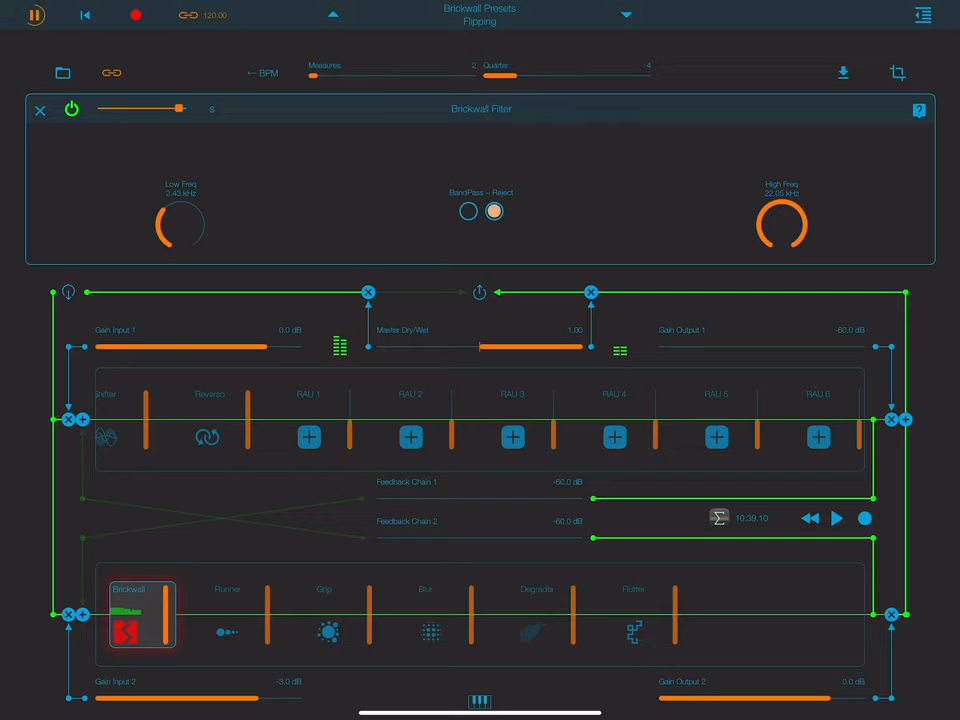 Brickwall Presets
120.00
Flipping
Measures 2
Quarter 4
← BPM
S
Brickwall Filter
Low Freq
2.43 kHz
BandPass – Reject
High Freq
22.05 kHz
Gain Input 1 0.0 dB
Master Dry/Wet 1.00
Gain Output 1 -60.0 dB
Shifter
Reverso
RAU 1
RAU 2
RAU 3
RAU 4
RAU 5
RAU 6
Feedback Chain 1 -60.0 dB
10:39.10
Feedback Chain 2 -60.0 dB
Brickwall
Runner
Grip
Blur
Degrader
Flutter
Gain Input 2 -3.0 dB
Gain Output 2 0.0 dB